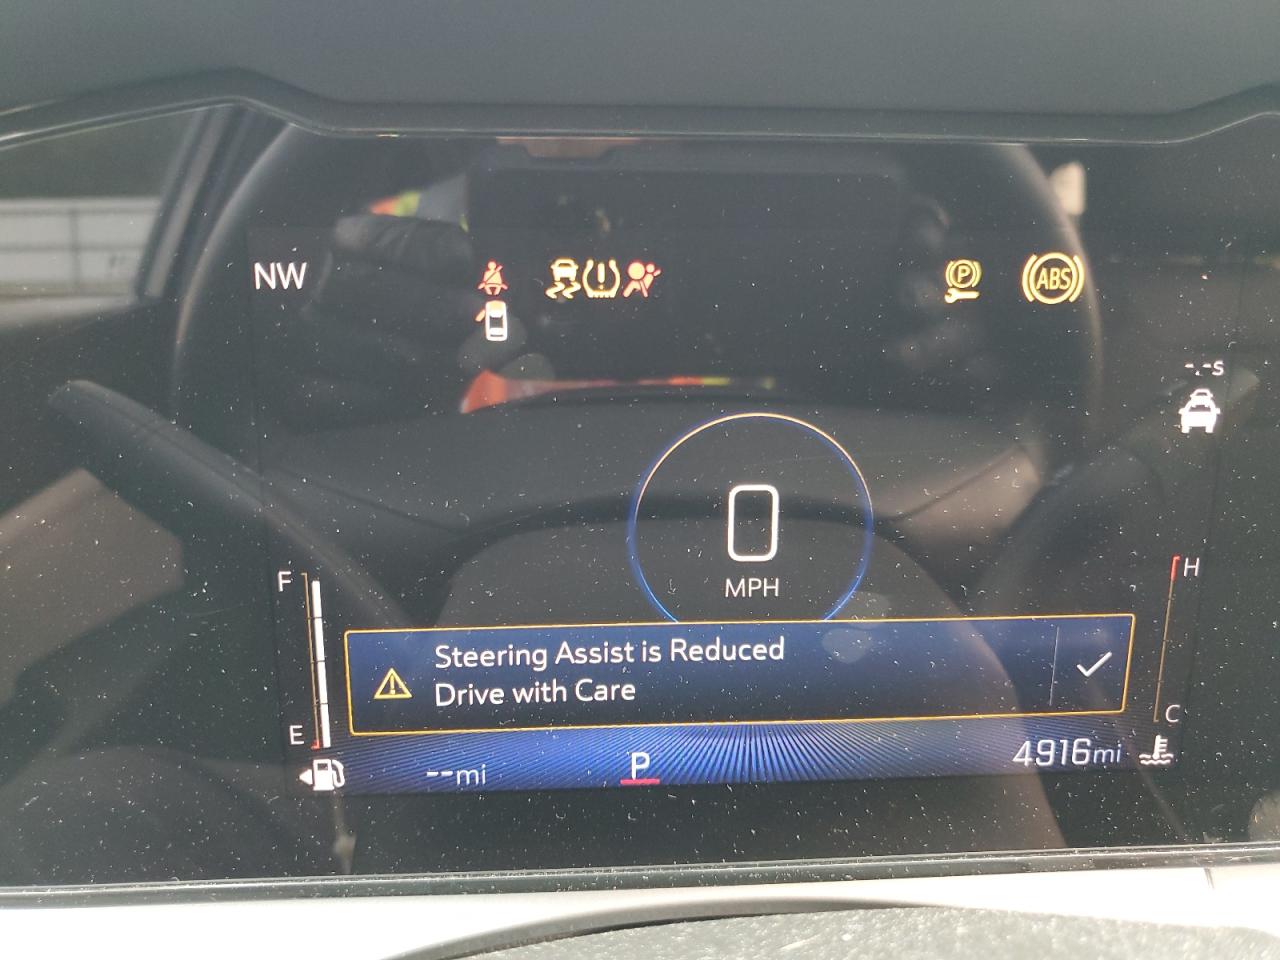 NW
P
ABS
-.-s
0
MPH
F
H
Steering Assist is Reduced
Drive with Care
E
C
--mi
P
4916mi